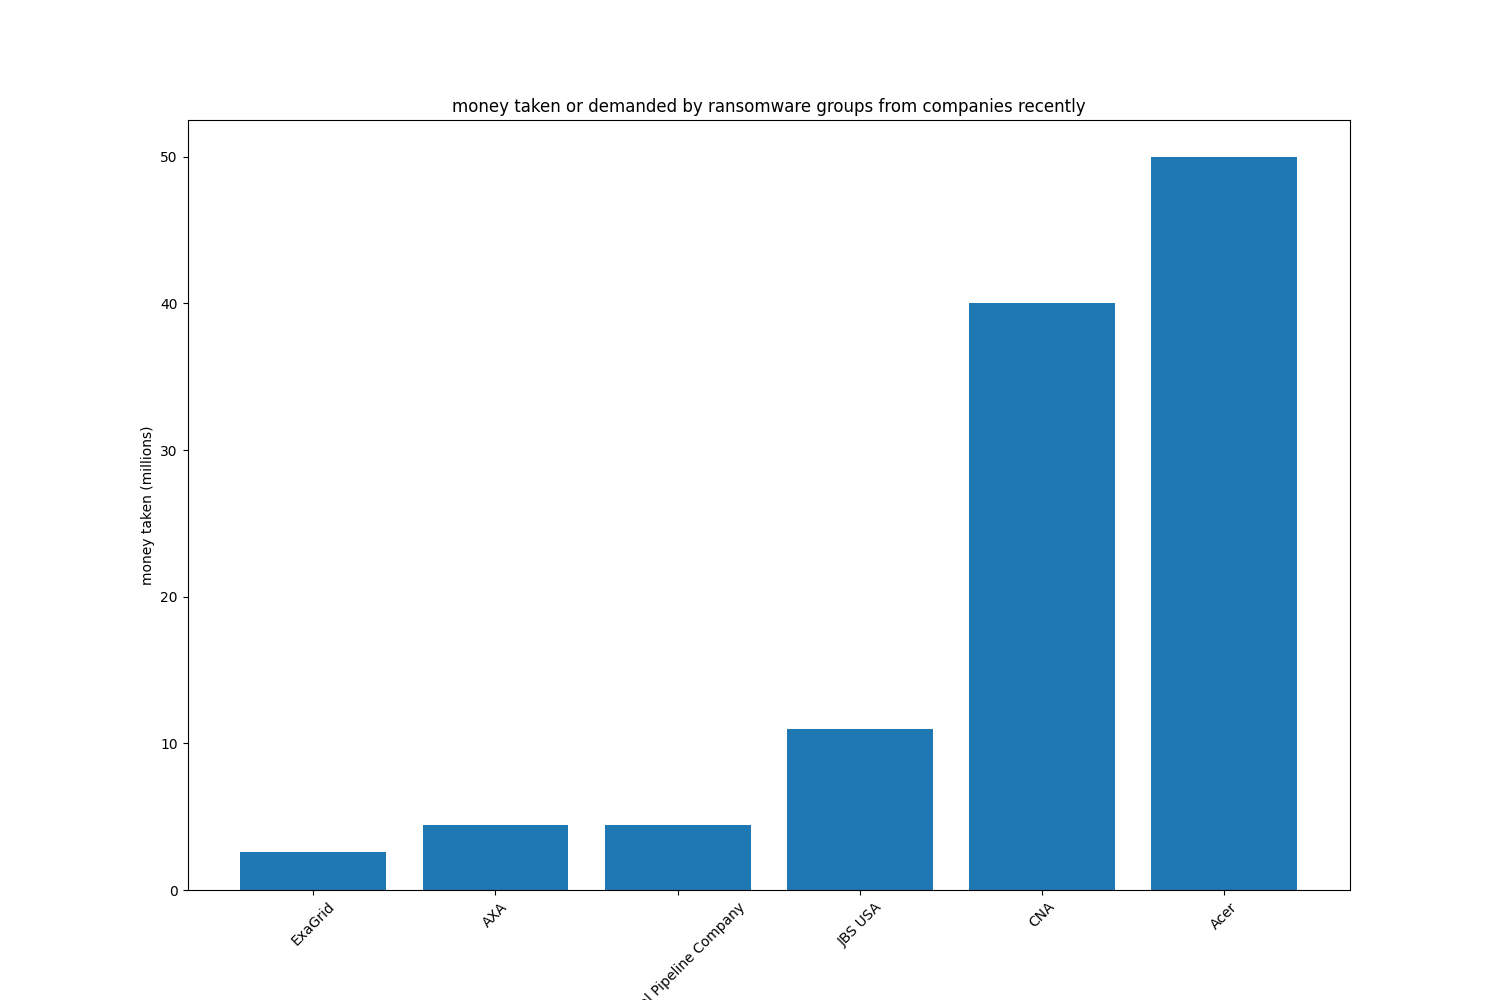 money taken or demanded by ransomware groups from companies recently
money taken (millions)
50
40
30
20
10
0
ExaGrid
AXA
Pipeline Company
JBS USA
CNA
Acer